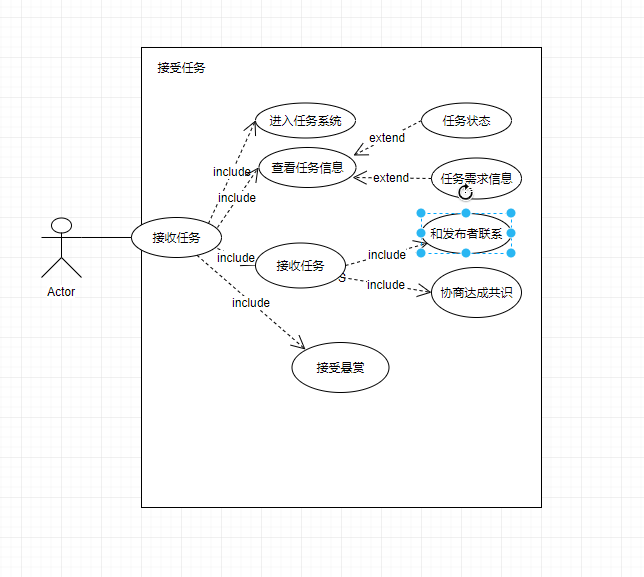 接受任务
进入任务系统
任务状态
extend
查看任务信息
include
extend
任务需求信息
include
接收任务
和发布者联系
include
include
接收任务
include
协商达成共识
Actor
include
接受悬赏